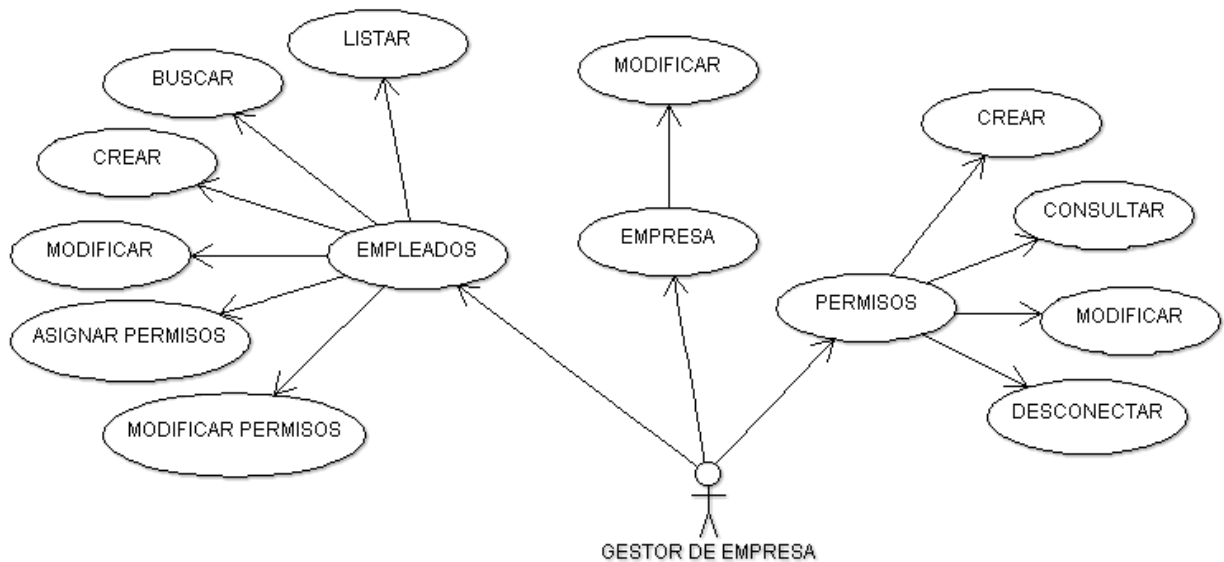 LISTAR
BUSCAR
MODIFICAR
CREAR
CREAR
CONSULTAR
EMPRESA
MODIFICAR
EMPLEADOS
PERMISOS
MODIFICAR
ASIGNAR PERMISOS
DESCONECTAR
MODIFICAR PERMISOS
GESTOR DE EMPRESA